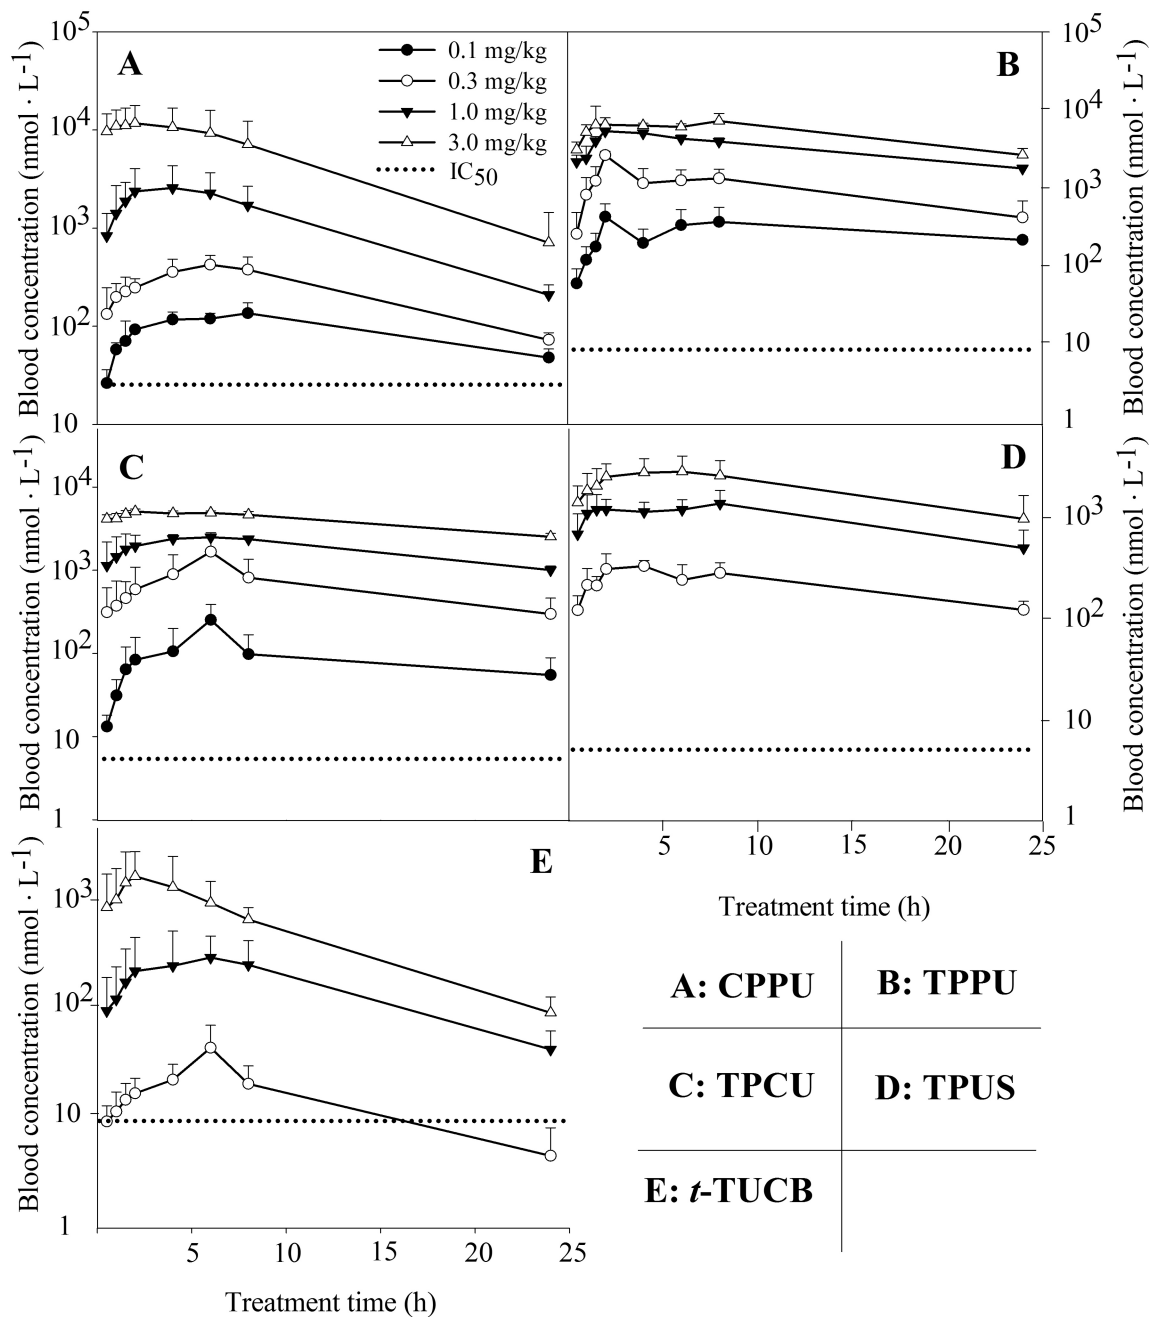 A
0.1 mg/kg
0.3 mg/kg
1.0 mg/kg
3.0 mg/kg
IC50
Blood concentration (nmol · L-1)
10^5
10^4
10^3
10^2
10
B
10^5
10^4
10^3
10^2
10
1
Blood concentration (nmol · L-1)
C
Blood concentration (nmol · L-1)
10^4
10^3
10^2
10
1
D
10^3
10^2
10
1
Blood concentration (nmol · L-1)
5 10 15 20 25
Treatment time (h)
E
Blood concentration (nmol · L-1)
10^3
10^2
10
1
5 10 15 20 25
Treatment time (h)
A: CPPU B: TPPU
C: TPCU D: TPUS
E: t-TUCB